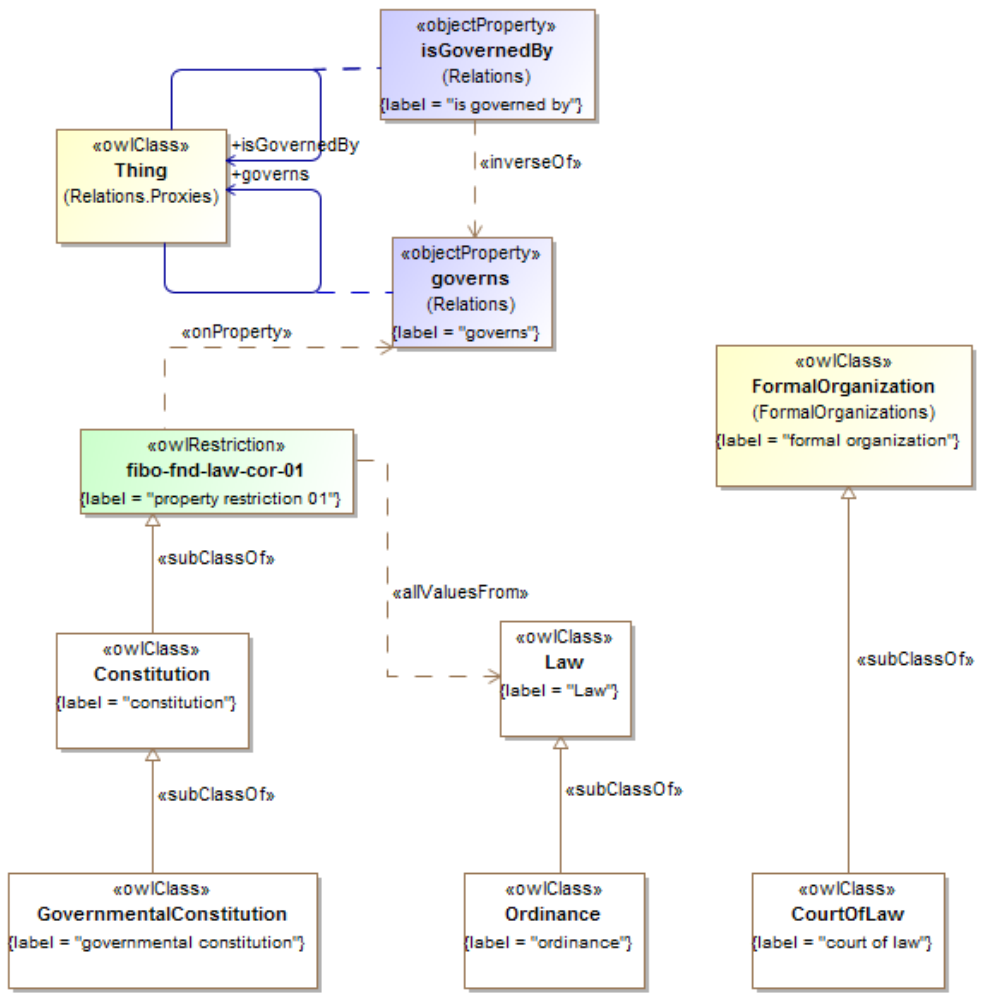 «objectProperty»
isGovernedBy
(Relations)
{label = "is governed by"}
«owlClass»
Thing
(Relations.Proxies)
+isGovernedBy
+governs
«inverseOf»
«objectProperty»
governs
(Relations)
{label = "governs"}
«onProperty»
«owlClass»
FormalOrganization
(FormalOrganizations)
{label = "formal organization"}
«owlRestriction»
fibo-fnd-law-cor-01
{label = "property restriction 01"}
«subClassOf»
«allValuesFrom»
«owlClass»
Constitution
{label = "constitution"}
«owlClass»
Law
{label = "Law"}
«subClassOf»
«subClassOf»
«subClassOf»
«owlClass»
GovernmentalConstitution
{label = "governmental constitution"}
«owlClass»
Ordinance
{label = "ordinance"}
«owlClass»
CourtOfLaw
{label = "court of law"}